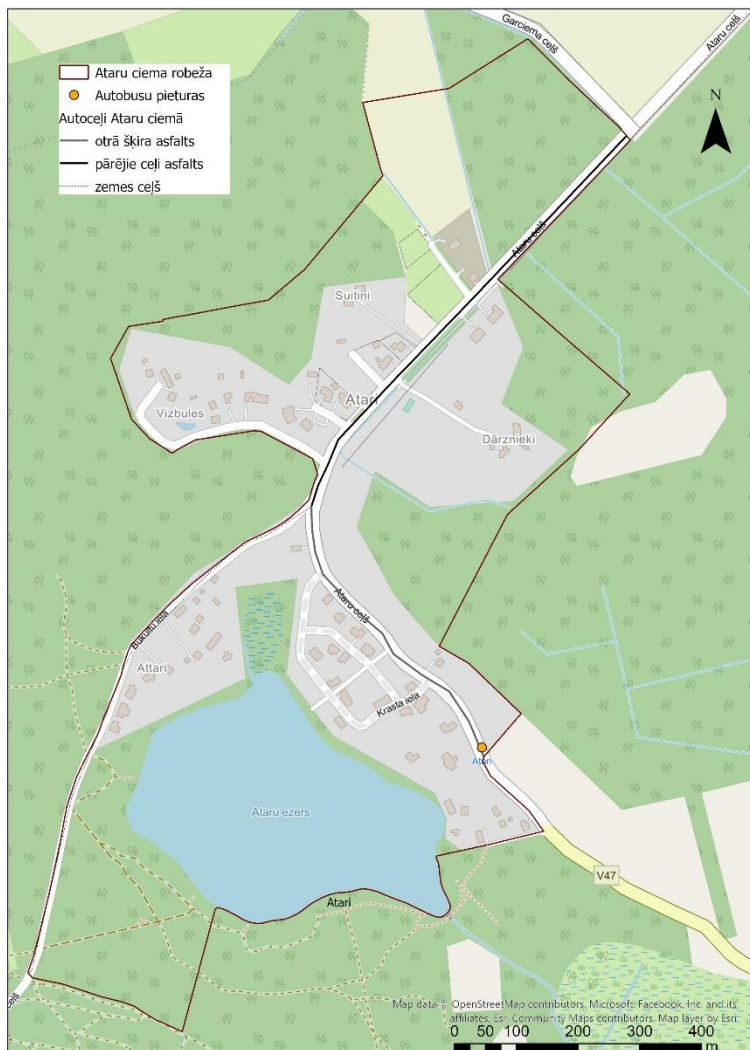 Garciema ceļš
Ataru ceļš
Ataru ciema robeža
Autobusu pieturas
Autoceļi Ataru ciemā
otrā šķira asfalts
pārējie ceļi asfalts
zemes ceļš
N
Ataru ceļš
Suitiņi
Vizbules
Atari
Dārznieki
Ataru ceļš
Bukultu iela
Attari
Krasta iela
Atari
Ataru ezers
V47
Atari
ceļš
Map data © OpenStreetMap contributors, Microsoft, Facebook, Inc. and its
affiliates, Esri Community Maps contributors, Map layer by Esri
0 50 100 200 300 400
m